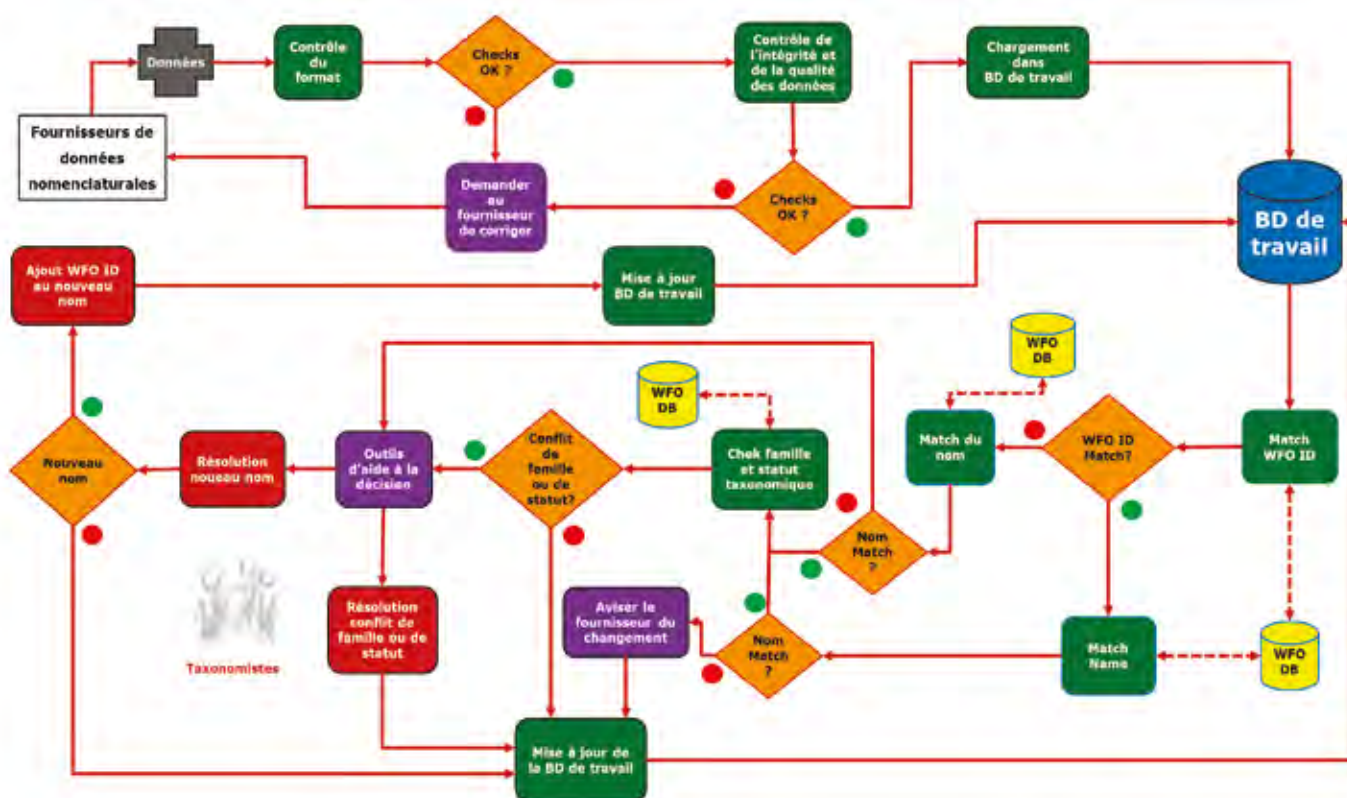 Données
Contrôle
du
format
Checks
OK ?
Contrôle de
l'intégrité et
de la qualité
des données
Chargement
dans
BD de travail
Fournisseurs de
données
nomenclaturales
Demander
au
fournisseur
de corriger
Checks
OK ?
BD de
travail
Ajout WFO ID
au nouveau
nom
Mise à jour
BD de travail
WFO
DB
WFO
DB
Nouveau
nom
Résolution
noueau nom
Outils
d'aide à la
décision
Conflit
de
famille
ou de
statut?
Chek famille
et statut
taxonomique
Match du
nom
WFO ID
Match?
Match
WFO ID
Nom
Match
?
Taxonomistes
Résolution
conflit de
famille ou de
statut
Aviser le
fournisseur du
changement
Nom
Match
?
Match
Name
WFO
DB
Mise à jour de
la BD de travail